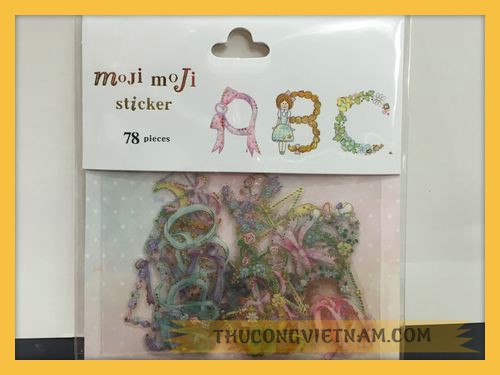 moji moji
sticker
78 pieces
ABC
THUCONGVIETNAM.COM